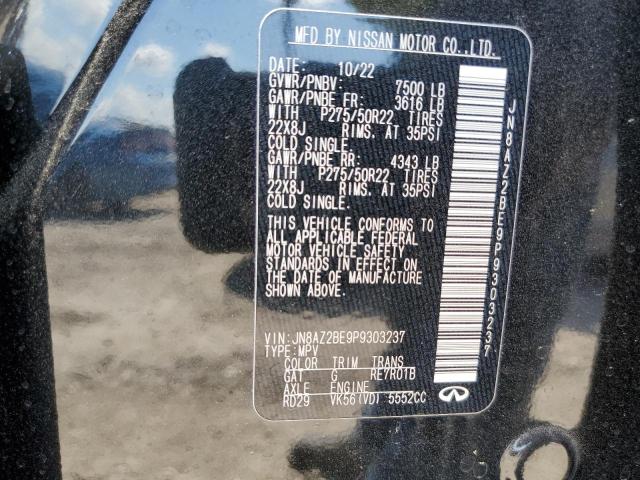 MFD BY NISSAN MOTOR CO.,LTD.
DATE: 10/22
GVWR/PNBV: 7500 LB
GAWR/PNBE FR: 3616 LB
WITH P275/50R22 TIRES
22X8J RIMS. AT 35PSI
COLD SINGLE.
GAWR/PNBE RR: 4343 LB
WITH P275/50R22 TIRES
22X8J RIMS. AT 35PSI
COLD SINGLE.
THIS VEHICLE CONFORMS TO
ALL APPLICABLE FEDERAL
MOTOR VEHICLE SAFETY
STANDARDS IN EFFECT ON
THE DATE OF MANUFACTURE
SHOWN ABOVE.
VIN:JN8AZ2BE9P9303237
TYPE:MPV
COLOR TRIM TRANS
GAT G RE7R01B
AXLE ENGINE
RD29 VK56(VD) 5552CC
JN8AZ2BE9P9303237